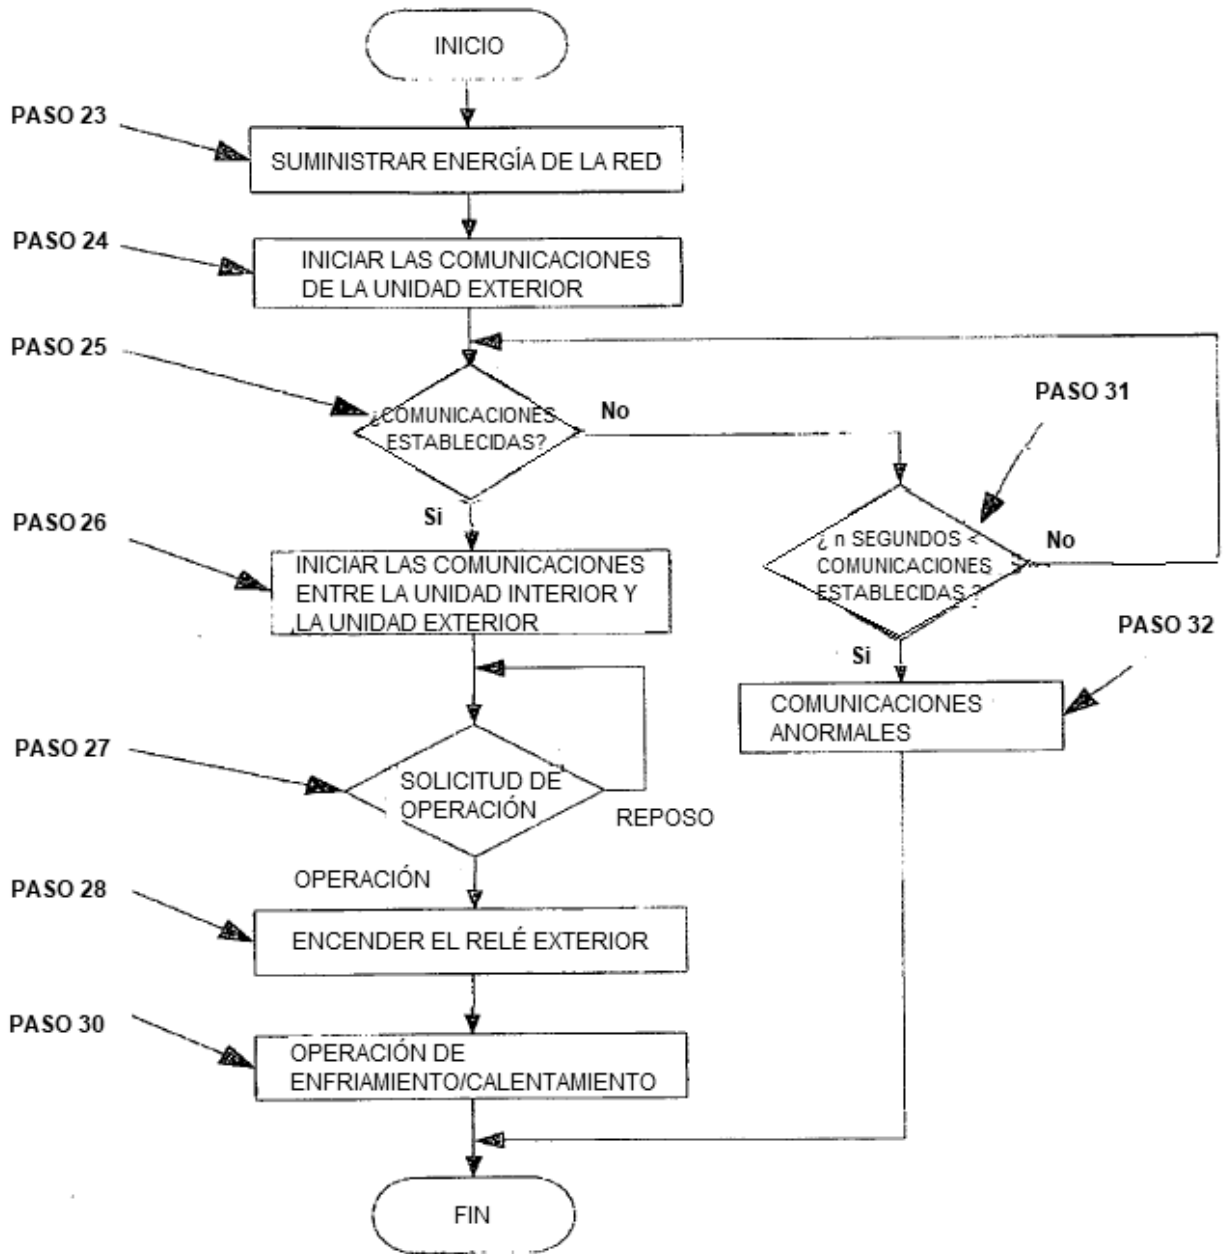 INICIO
PASO 23
SUMINISTRAR ENERGÍA DE LA RED
PASO 24
INICIAR LAS COMUNICACIONES
DE LA UNIDAD EXTERIOR
PASO 25
¿COMUNICACIONES
ESTABLECIDAS?
No
PASO 31
¿ n SEGUNDOS <
COMUNICACIONES
ESTABLECIDAS ?
No
Si
PASO 26
INICIAR LAS COMUNICACIONES
ENTRE LA UNIDAD INTERIOR Y
LA UNIDAD EXTERIOR
Si
PASO 32
COMUNICACIONES
ANORMALES
PASO 27
SOLICITUD DE
OPERACIÓN
REPOSO
OPERACIÓN
PASO 28
ENCENDER EL RELÉ EXTERIOR
PASO 30
OPERACIÓN DE
ENFRIAMIENTO/CALENTAMIENTO
FIN